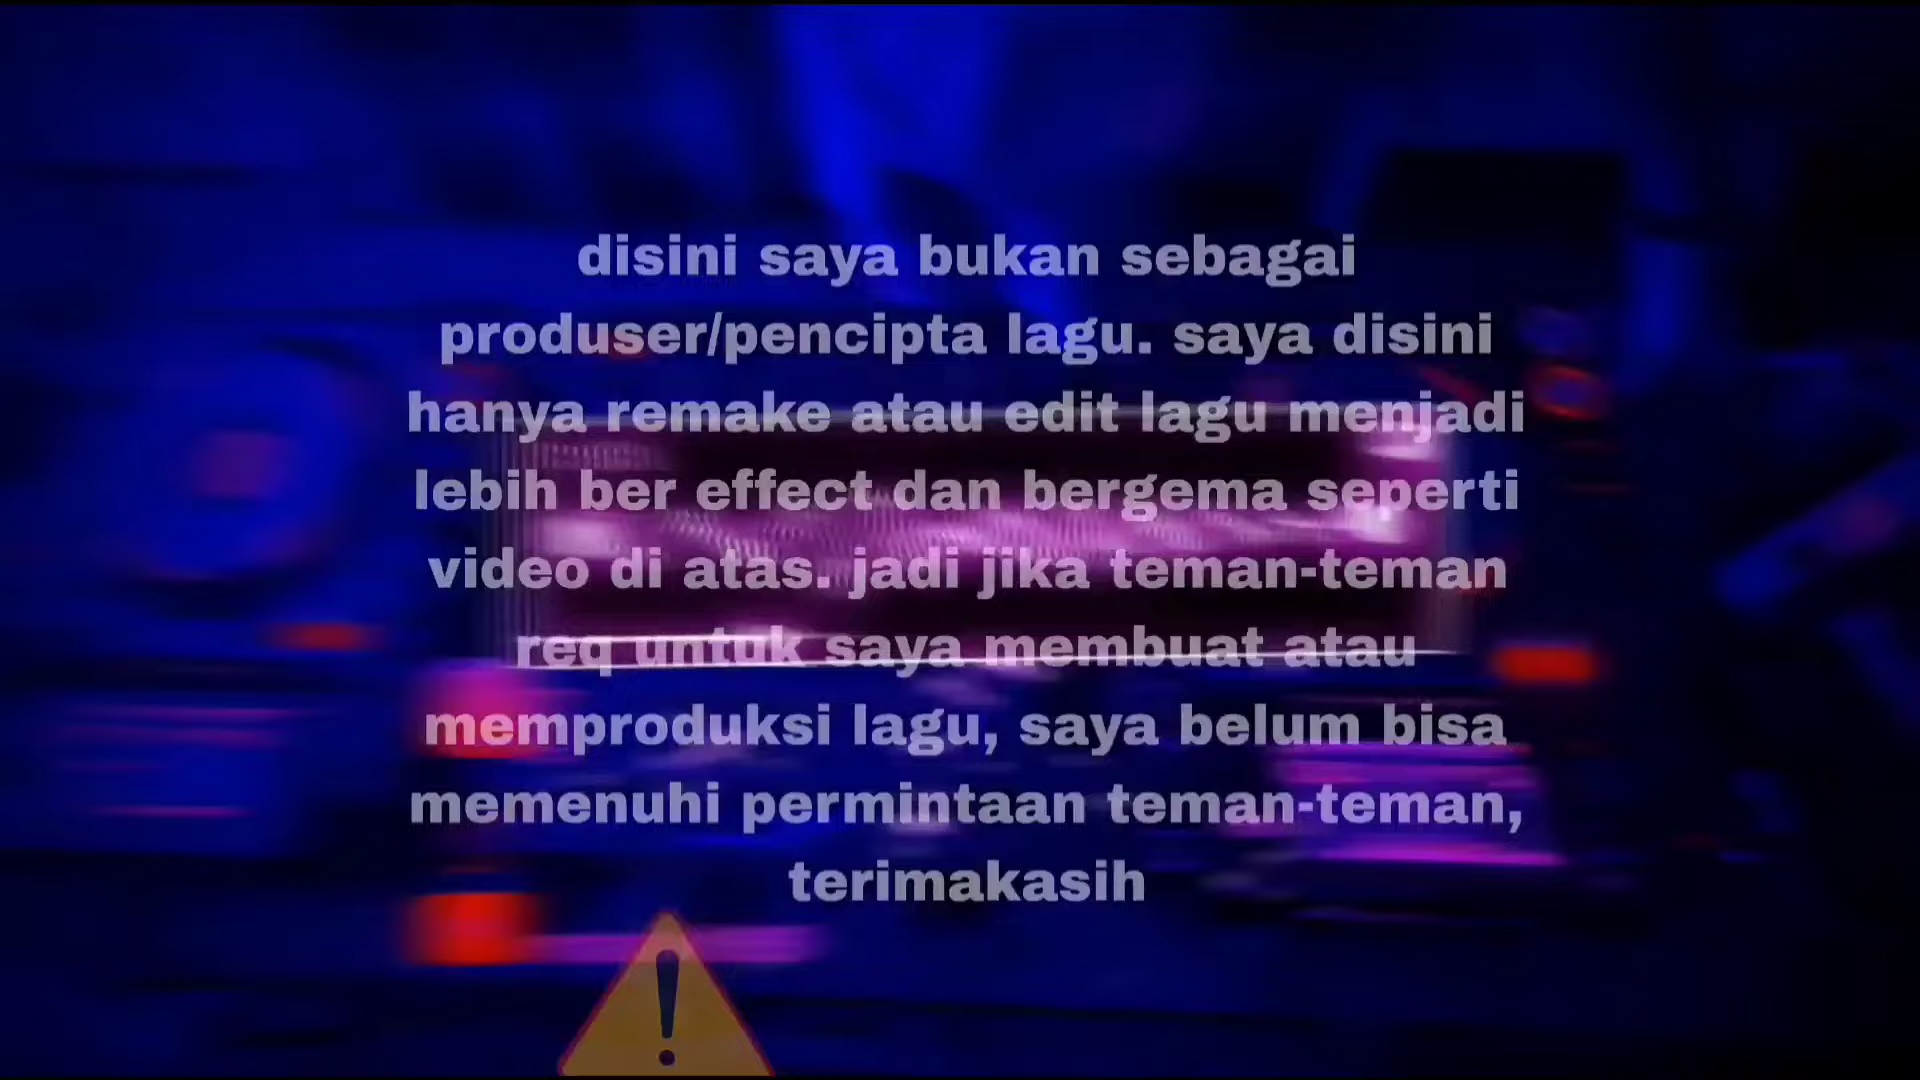 disini saya bukan sebagai
produser/pencipta lagu. saya disini
hanya remake atau edit lagu menjadi
lebih ber effect dan bergema seperti
video di atas. jadi jika teman-teman
req untuk saya membuat atau
memproduksi lagu, saya belum bisa
memenuhi permintaan teman-teman,
terimakasih